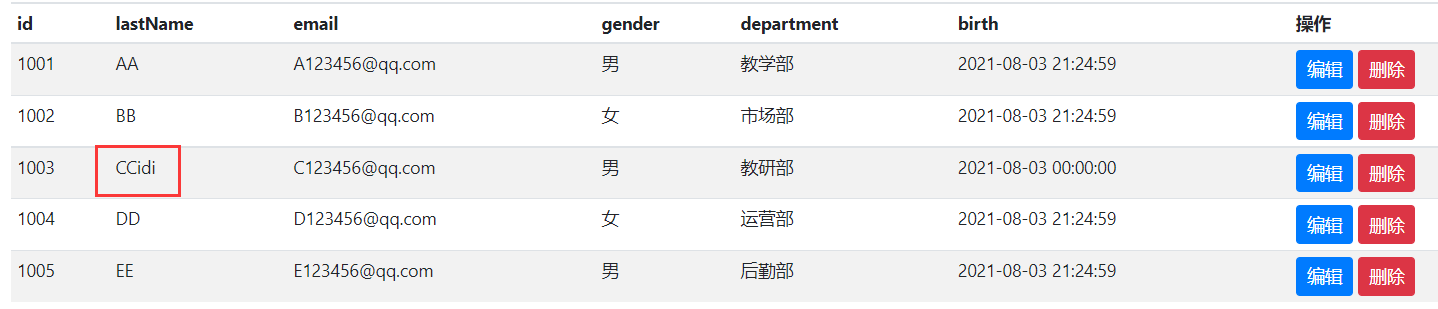 id lastName email gender department birth 操作
1001 AA A123456@qq.com 男 教学部 2021-08-03 21:24:59 编辑 删除
1002 BB B123456@qq.com 女 市场部 2021-08-03 21:24:59 编辑 删除
1003 CCidi C123456@qq.com 男 教研部 2021-08-03 00:00:00 编辑 删除
1004 DD D123456@qq.com 女 运营部 2021-08-03 21:24:59 编辑 删除
1005 EE E123456@qq.com 男 后勤部 2021-08-03 21:24:59 编辑 删除